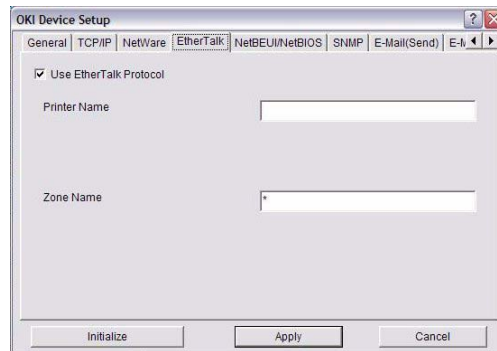 OKI Device Setup
General TCP/IP NetWare EtherTalk NetBEUI/NetBIOS SNMP E-Mail(Send)
Use EtherTalk Protocol
Printer Name
Zone Name *
Initialize Apply Cancel